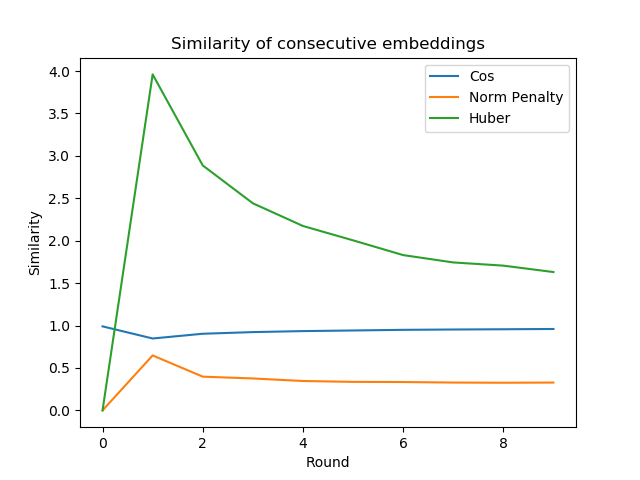 Similarity of consecutive embeddings
Cos
Norm Penalty
Huber
4.0
3.5
3.0
2.5
2.0
1.5
1.0
0.5
0.0
Similarity
0 2 4 6 8
Round